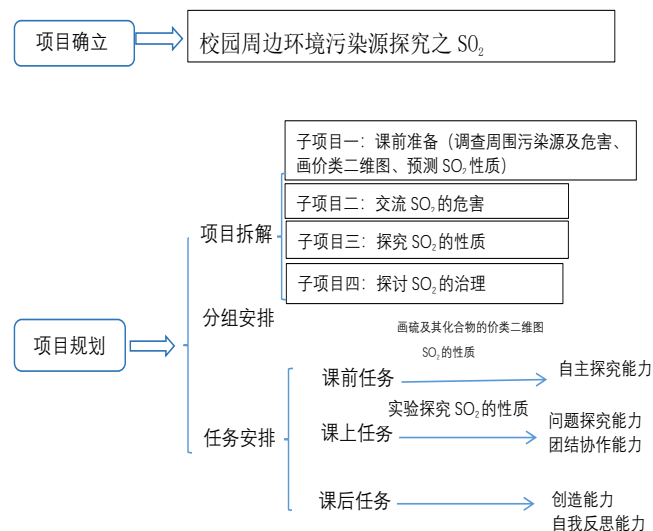 项目确立
校园周边环境污染源探究之 SO₂
子项目一：课前准备（调查周围污染源及危害、
画价类二维图、预测 SO₂ 性质）
子项目二：交流 SO₂ 的危害
项目拆解
子项目三：探究 SO₂ 的性质
子项目四：探讨 SO₂ 的治理
分组安排
项目规划
画硫及其化合物的价类二维图
SO₂ 的性质
课前任务
自主探究能力
实验探究 SO₂ 的性质
任务安排
课上任务
问题探究能力
团结协作能力
课后任务
创造能力
自我反思能力